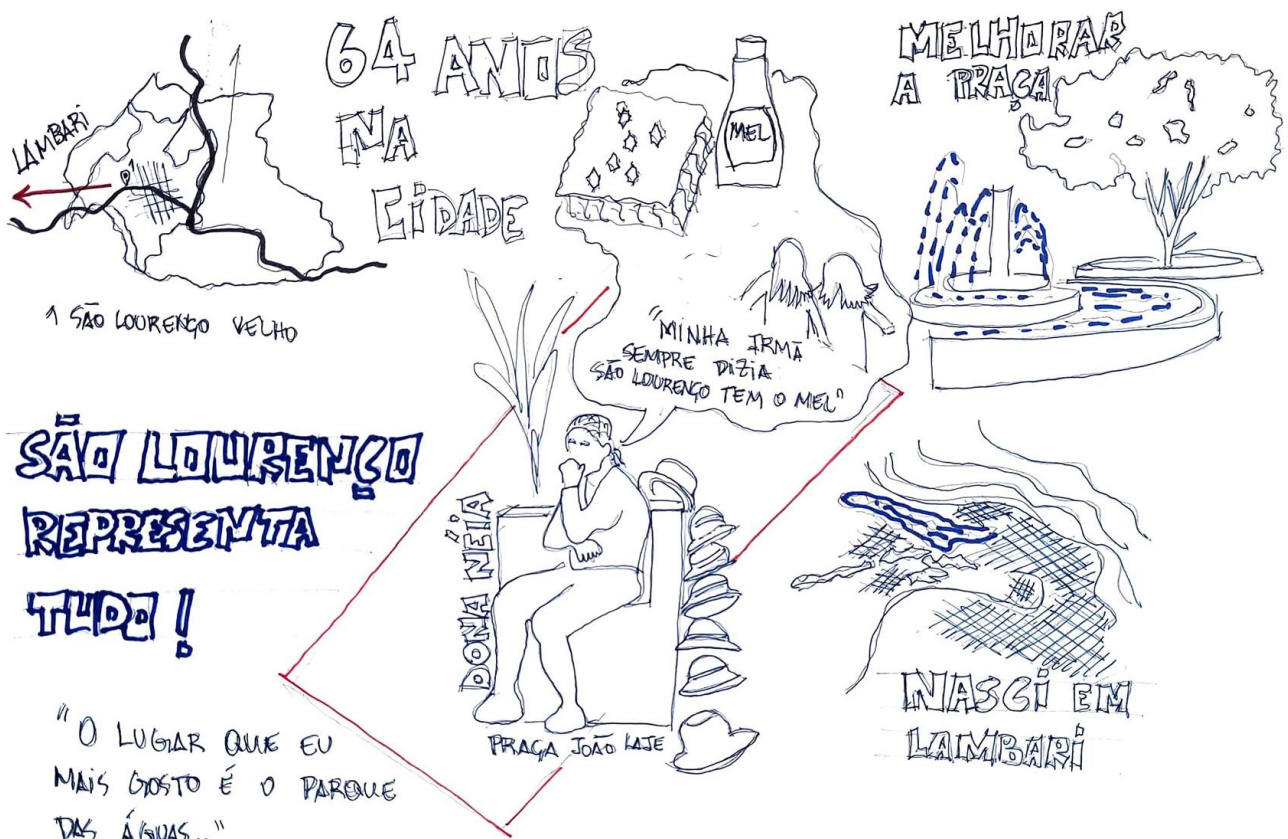 LAMBARI
1
1 SÃO LOURENÇO VELHO
64 ANOS
NA
CIDADE
MEL
"MINHA IRMÃ
SEMPRE DIZIA
SÃO LOURENÇO TEM O MEL"
MELHORAR
A PRAÇA
SÃO LOURENÇO
REPRESENTA
TUDO!
"O LUGAR QUE EU
MAIS GOSTO É O PARQUE
DAS ÁGUAS.."
DONA NÉIA
PRAÇA JOÃO LAJE
NASCI EM
LAMBARI